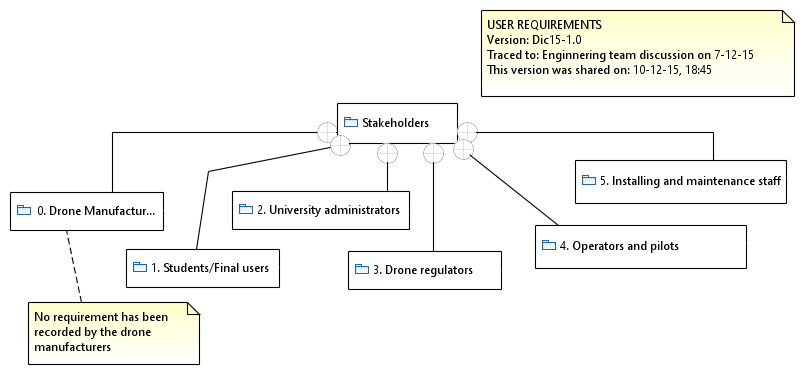 USER REQUIREMENTS
Version: Dic15-1.0
Traced to: Enginnering team discussion on 7-12-15
This version was shared on: 10-12-15, 18:45
Stakeholders
5. Installing and maintenance staff
0. Drone Manufactur...
2. University administrators
4. Operators and pilots
1. Students/Final users
3. Drone regulators
No requirement has been
recorded by the drone
manufacturers